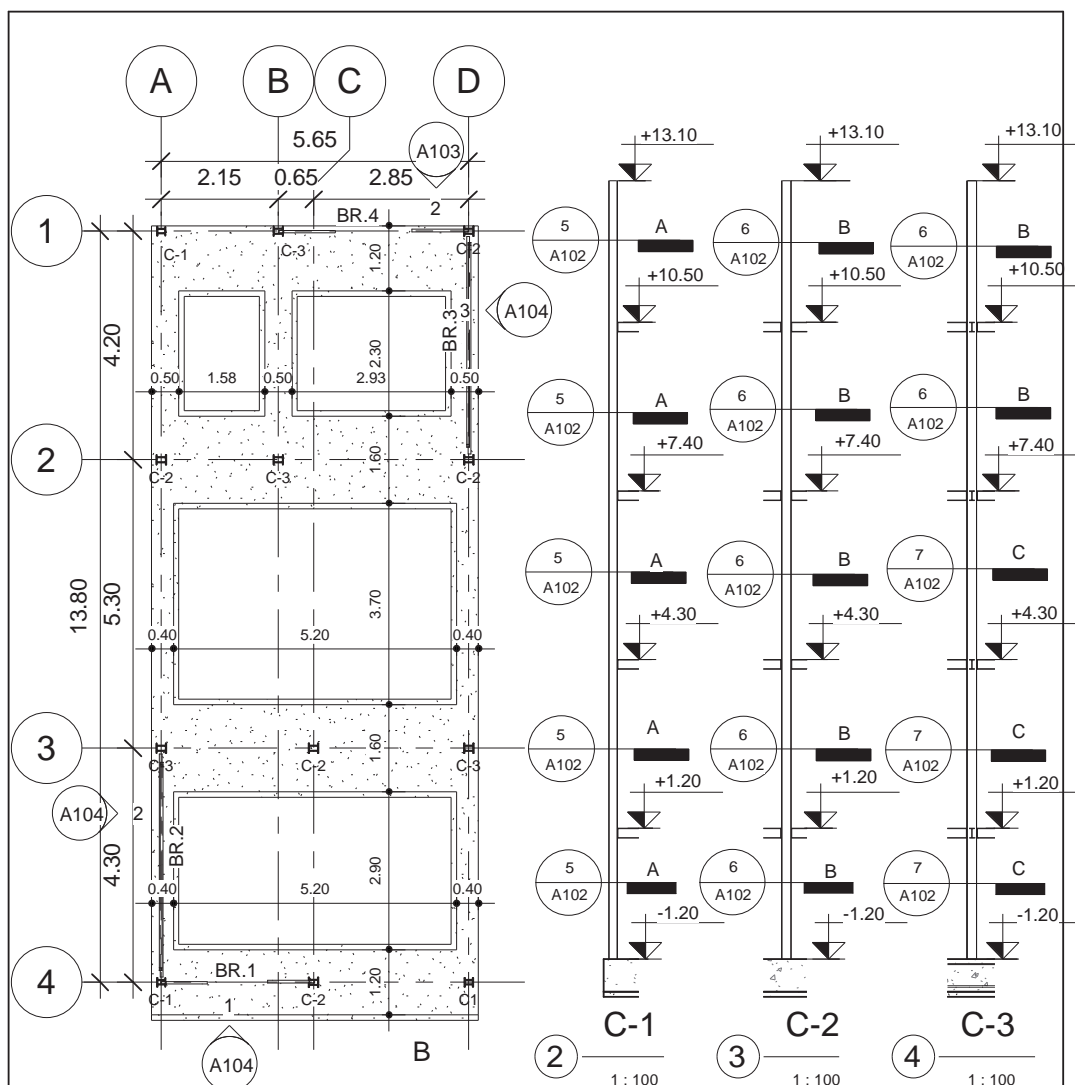 A B C D
5.65
A103
2.15 0.65 2.85
2
BR.4
1
C-1 C-3 C-2
1.20
4.20
BR.3
3
A104
2.30
0.50 1.58 0.50 2.93 0.50
2
C-2 C-3 C-2
1.60
13.80
5.30
3.70
0.40 5.20 0.40
3
C-3 C-2 C-3
1.60
A104
2
BR.2
4.30
2.90
0.40 5.20 0.40
4
BR.1
C-1 C-2 C1
1.20
1
A104
B
+13.10
5
A102
A
+10.50
5
A102
A
+7.40
5
A102
A
+4.30
5
A102
A
+1.20
5
A102
A
-1.20
C-1
2
1 : 100
+13.10
6
A102
B
+10.50
6
A102
B
+7.40
6
A102
B
+4.30
6
A102
B
+1.20
6
A102
B
-1.20
C-2
3
1 : 100
+13.10
6
A102
B
+10.50
6
A102
B
+7.40
7
A102
C
+4.30
7
A102
C
+1.20
7
A102
C
-1.20
C-3
4
1 : 100